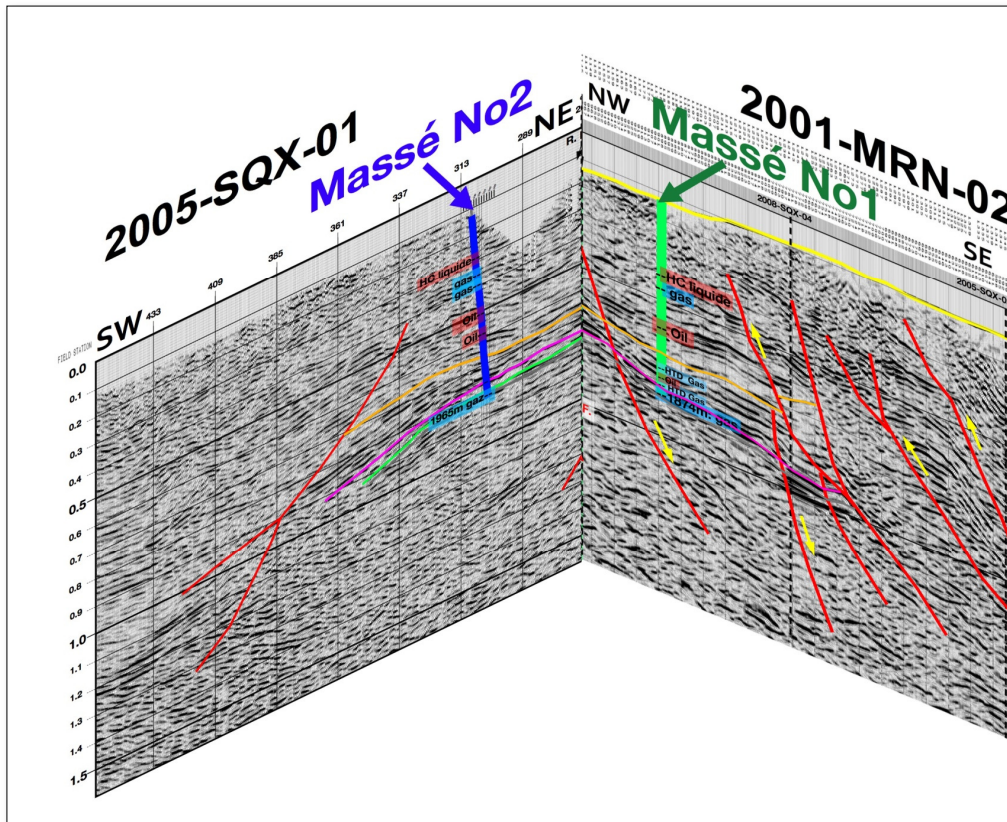 2005-SQX-01
Massé No2
NE
289
313
337
361
385
409
433
SW
FIELD STATION
R.
HC liquide
gas
gas
Oil
Oil
1965m gaz
0.0
0.1
0.2
0.3
0.4
0.5
0.6
0.7
0.8
0.9
1.0
1.1
1.2
1.3
1.4
1.5
2001-MRN-02
NW
Massé No1
2008-SQX-04
SE
HC liquide
gas
Oil
HTD Gas
Oil
HTD Gas
1874m. gas
F.